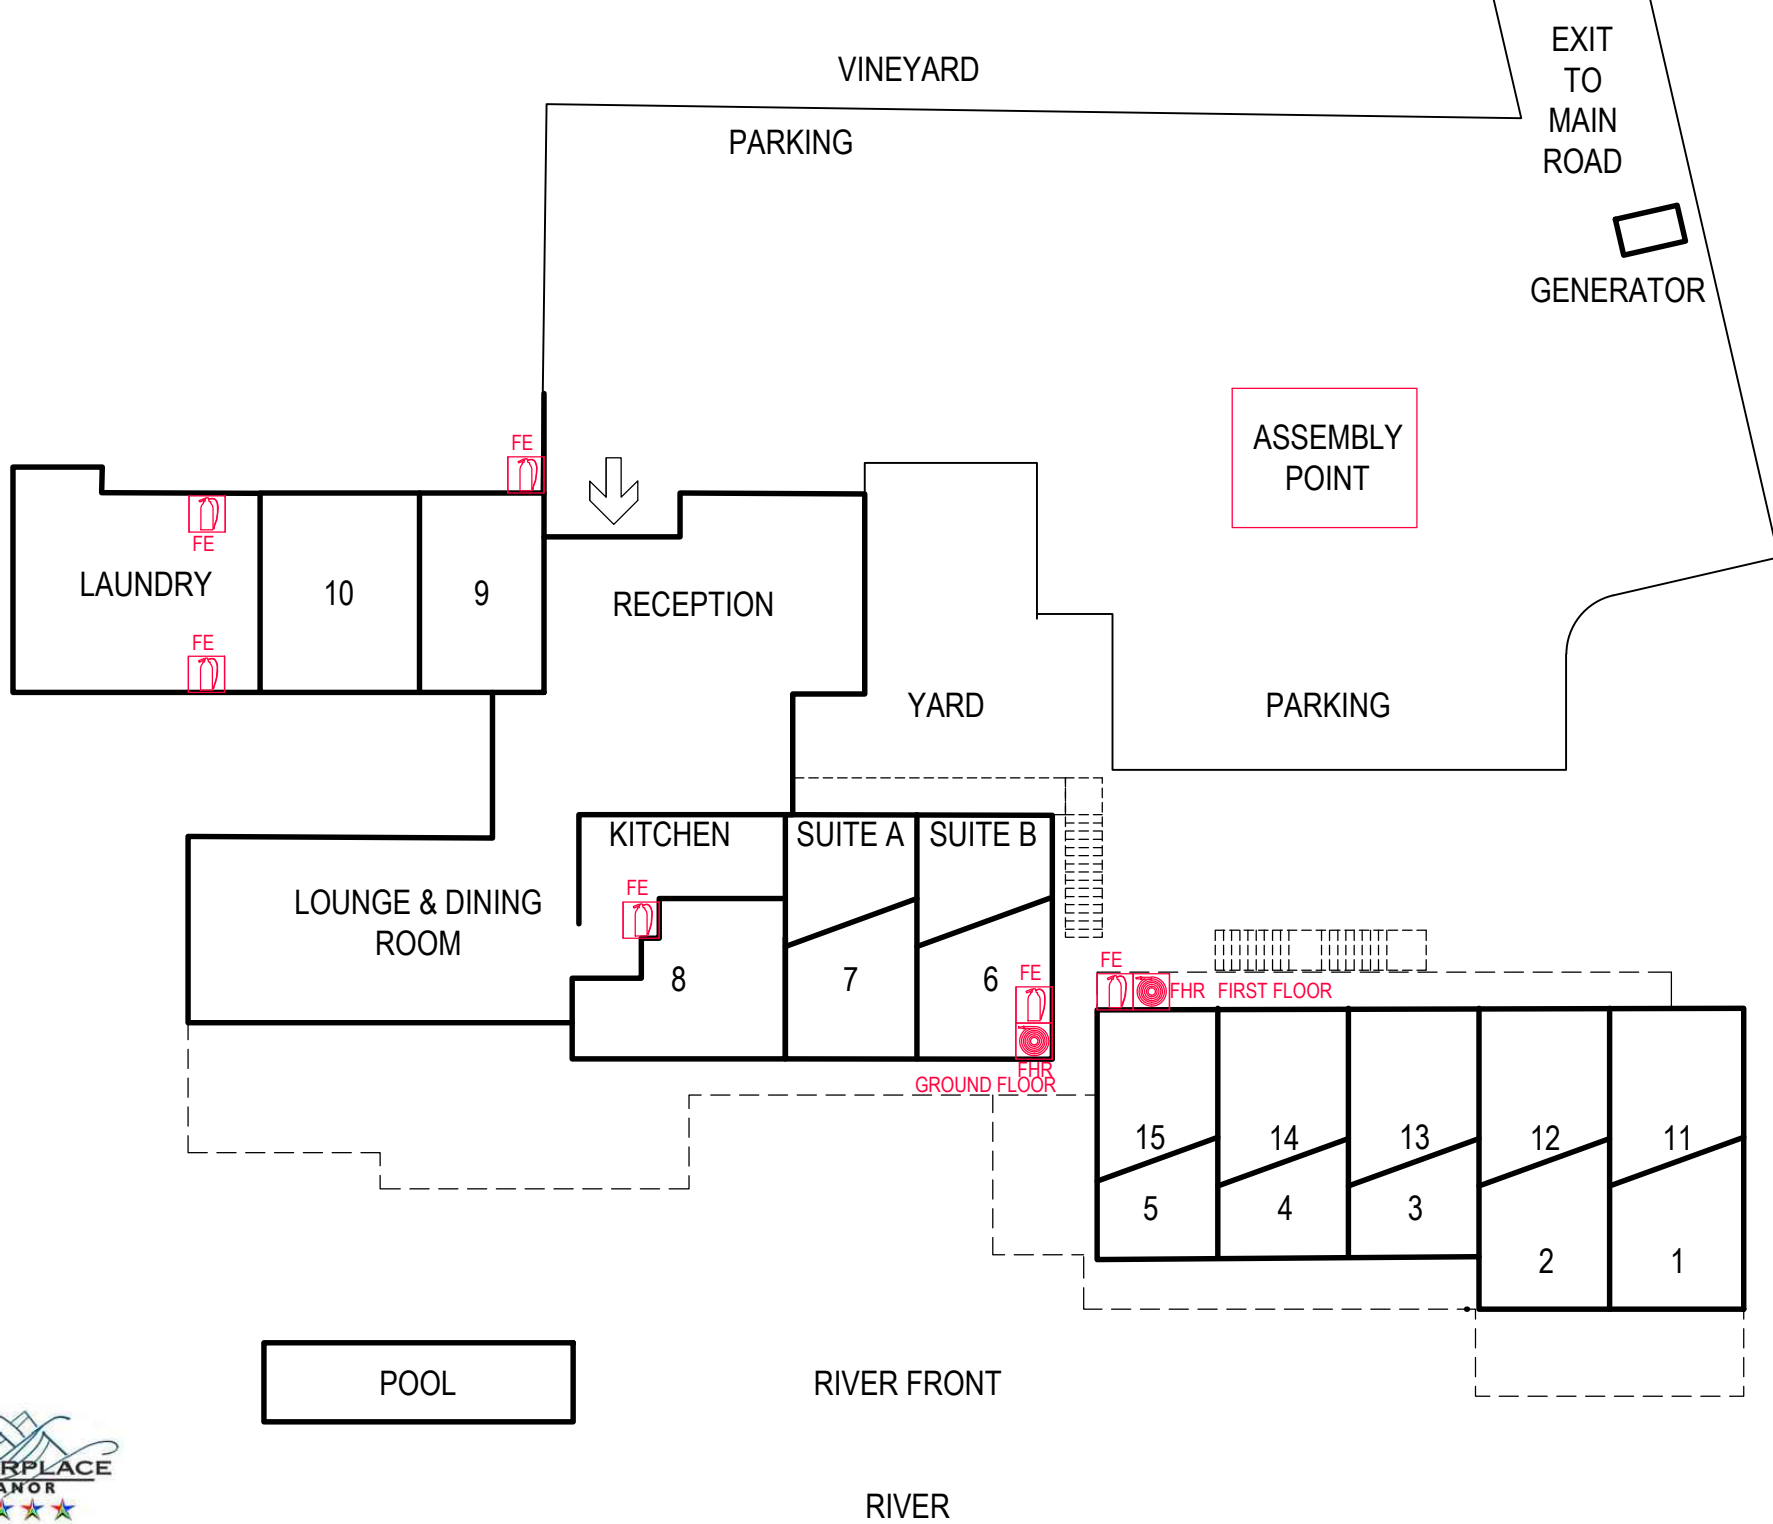 EXIT
TO
MAIN
ROAD
VINEYARD
PARKING
GENERATOR
ASSEMBLY
POINT
FE
FE
LAUNDRY
10
9
RECEPTION
FE
YARD
PARKING
KITCHEN
SUITE A
SUITE B
LOUNGE & DINING
ROOM
FE
8
7
6
FE
FHR
GROUND FLOOR
FE
FHR FIRST FLOOR
15
14
13
12
11
5
4
3
2
1
POOL
RIVER FRONT
RPLACE
ANOR
RIVER